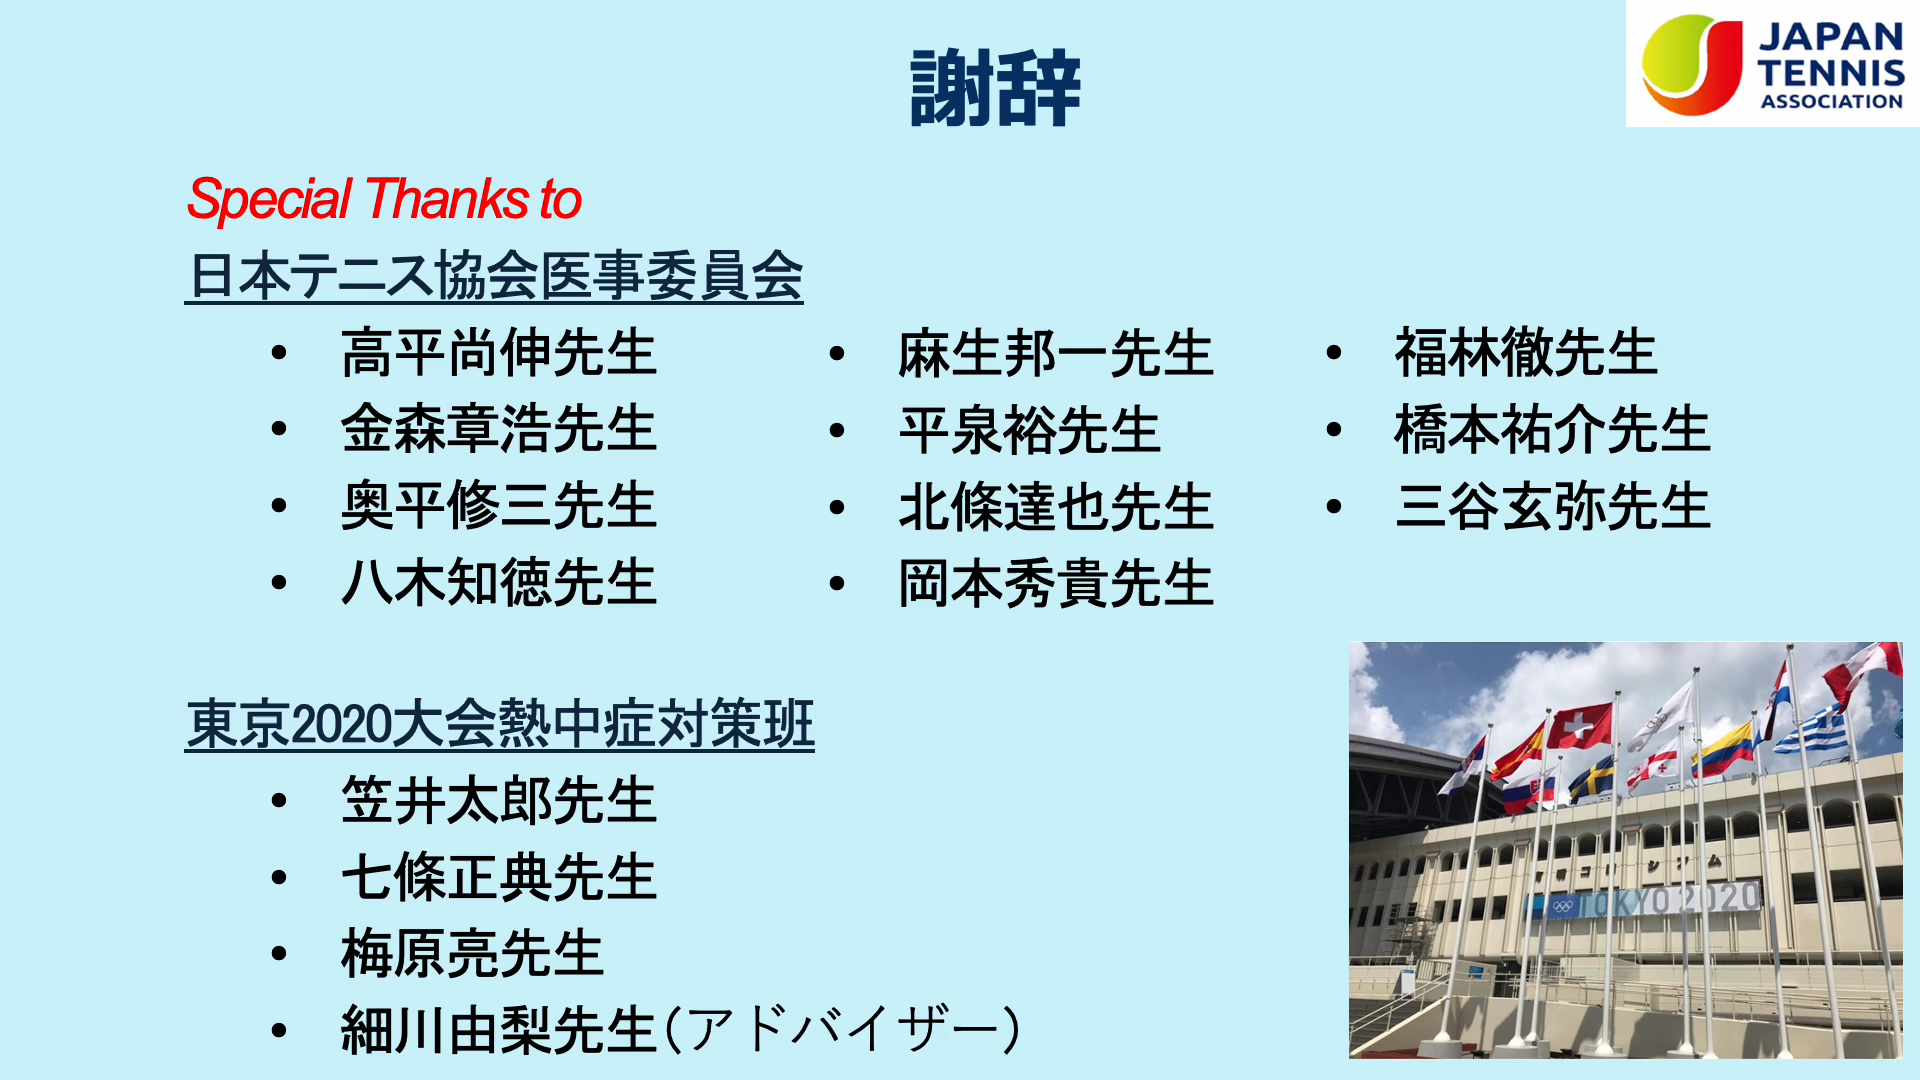 謝辞
JAPAN
TENNIS
ASSOCIATION
Special Thanks to
日本テニス協会医事委員会
• 高平尚伸先生
• 金森章浩先生
• 奥平修三先生
• 八木知徳先生
• 麻生邦一先生
• 平泉裕先生
• 北條達也先生
• 岡本秀貴先生
• 福林徹先生
• 橋本祐介先生
• 三谷玄弥先生
東京2020大会熱中症対策班
• 笠井太郎先生
• 七條正典先生
• 梅原亮先生
• 細川由梨先生(アドバイザー)
TOKYO 2020